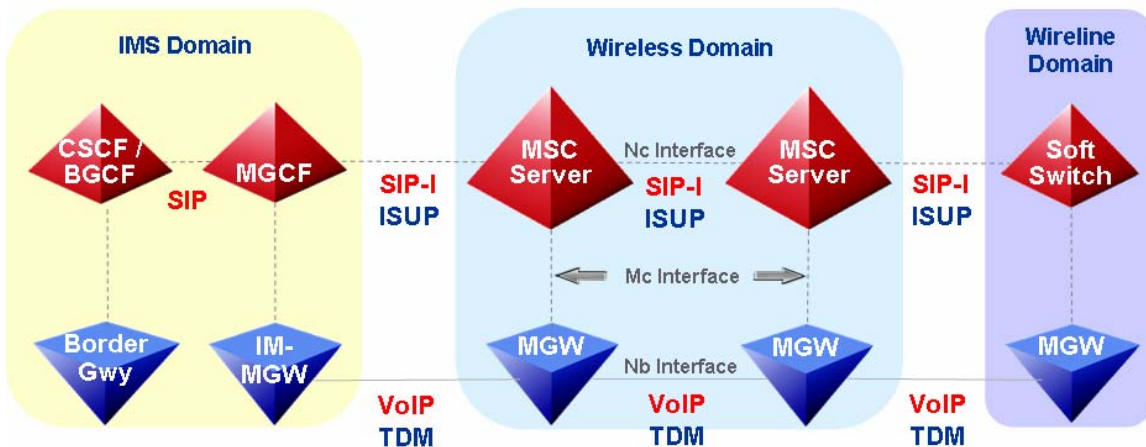 IMS Domain
Wireless Domain
Wireline
Domain
CSCF /
BGCF
MGCF
MSC
Server
Nc Interface
MSC
Server
Soft
Switch
SIP
SIP-I
ISUP
SIP-I
ISUP
SIP-I
ISUP
Mc Interface
Border
Gwy
IM-
MGW
MGW
Nb Interface
MGW
MGW
VoIP
TDM
VoIP
TDM
VoIP
TDM